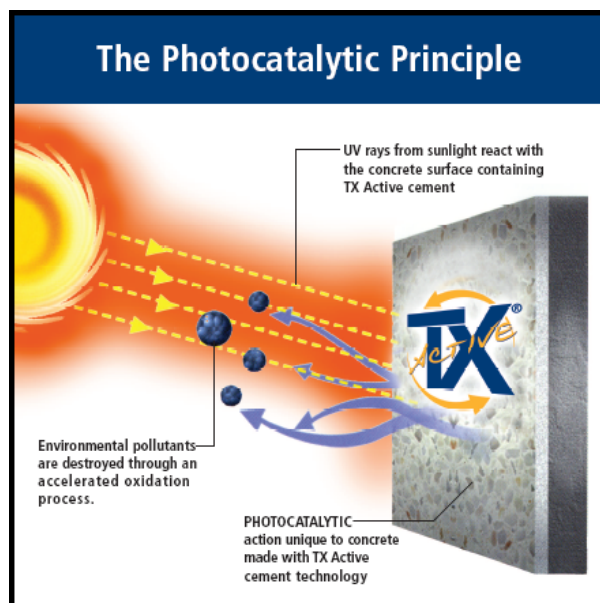 The Photocatalytic Principle
UV rays from sunlight react with
the concrete surface containing
TX Active cement
TX®
ACTIVE
Environmental pollutants
are destroyed through an
accelerated oxidation
process.
PHOTOCATALYTIC
action unique to concrete
made with TX Active
cement technology